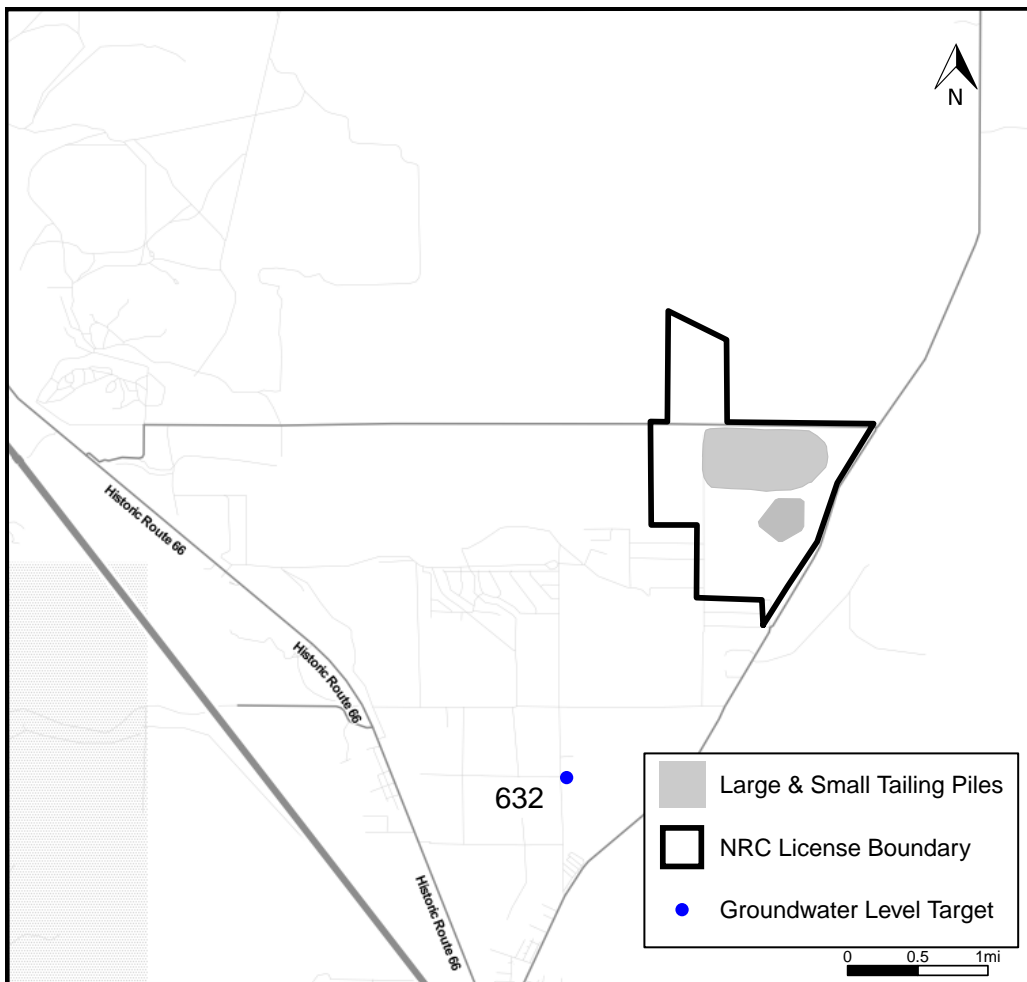 N
Historic Route 66
Historic Route 66
632
Historic Route 66
Large & Small Tailing Piles
NRC License Boundary
Groundwater Level Target
0 0.5 1mi